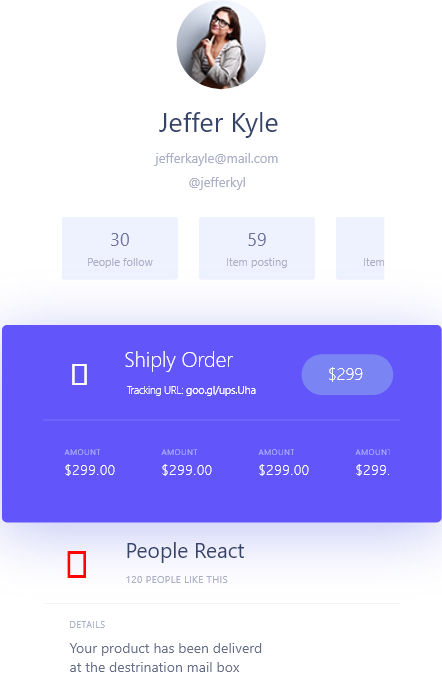 Jeffer Kyle
jefferkayle@mail.com
@jefferkyl
30 59
People follow Item posting Item
Shiply Order
$299
Tracking URL: goo.gl/ups.Uha
AMOUNT AMOUNT AMOUNT AMOUNT
$299.00 $299.00 $299.00 $299.
People React
120 PEOPLE LIKE THIS
DETAILS
Your product has been deliverd
at the destrination mail box